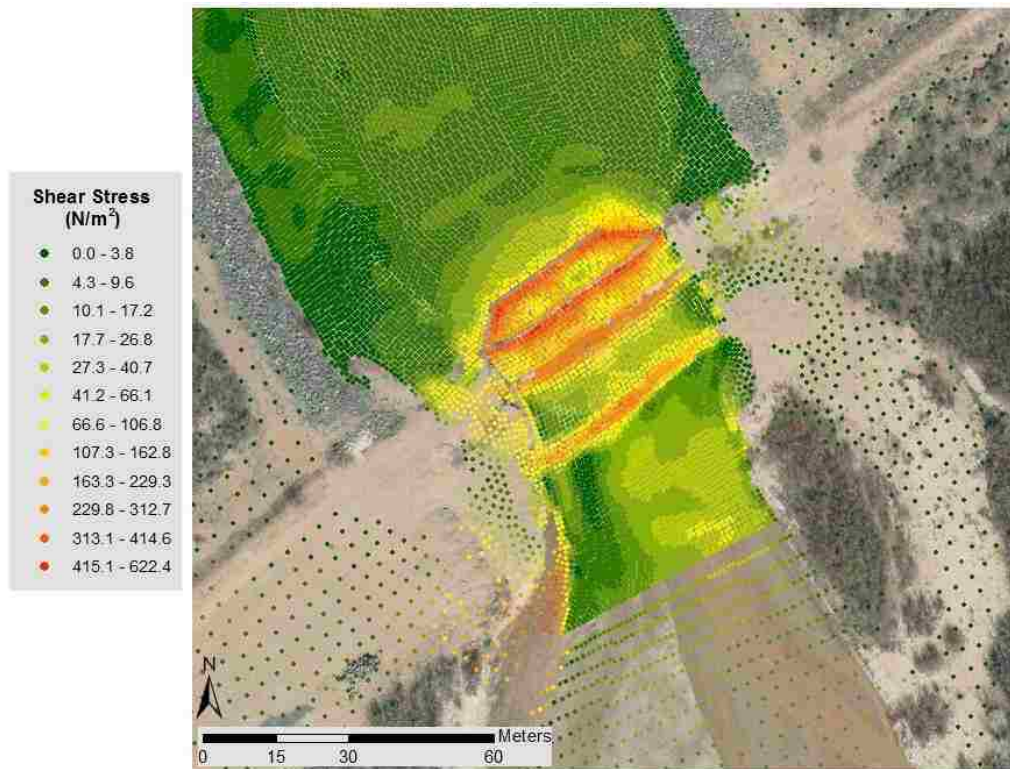 Shear Stress
(N/m²)
0.0 - 3.8
4.3 - 9.6
10.1 - 17.2
17.7 - 26.8
27.3 - 40.7
41.2 - 66.1
66.6 - 106.8
107.3 - 162.8
163.3 - 229.3
229.8 - 312.7
313.1 - 414.6
415.1 - 622.4
N
Meters
0 15 30 60